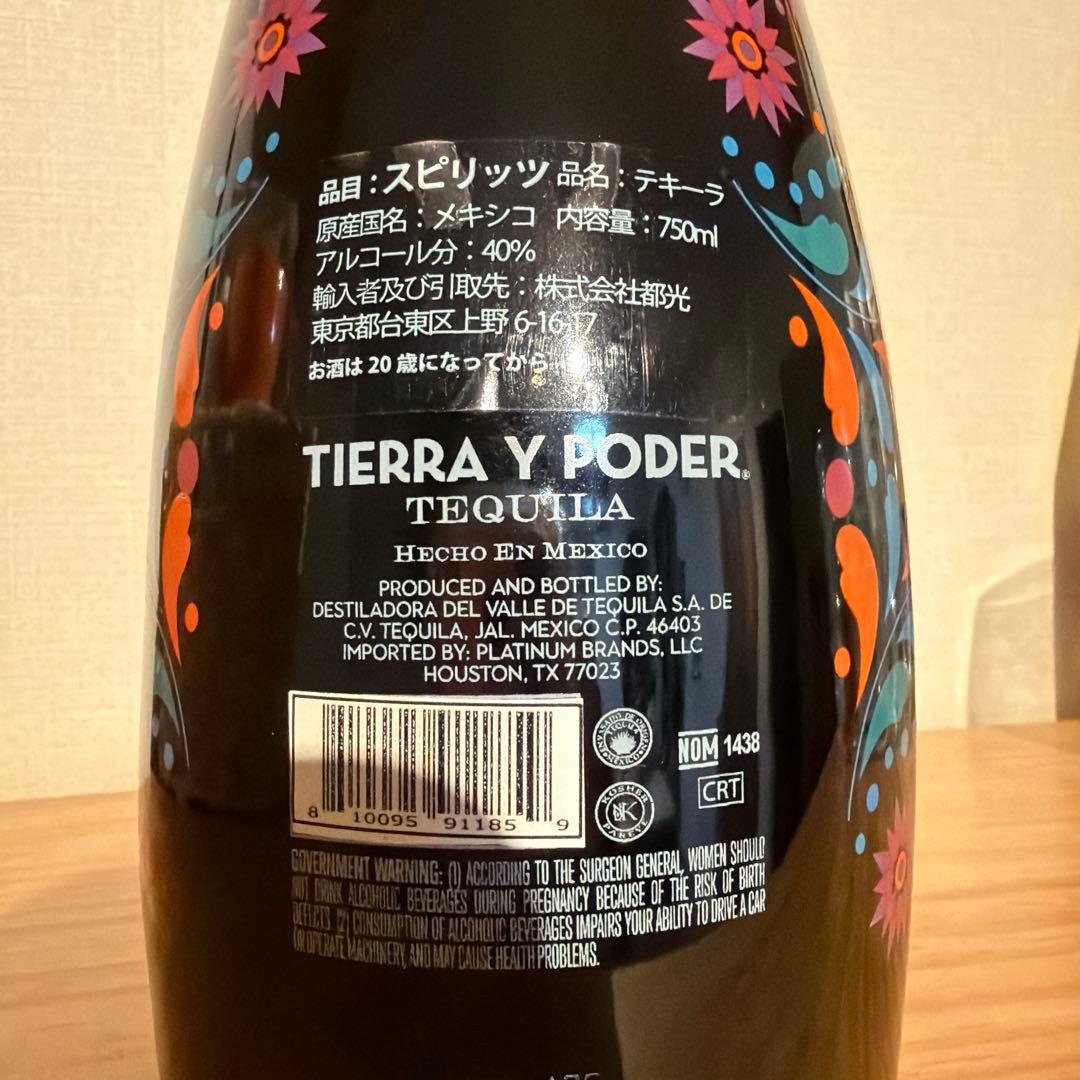 品目：スピリッツ 品名：テキーラ
原産国名：メキシコ 内容量：750ml
アルコール分：40%
輸入者及び引取先：株式会社都光
東京都台東区上野 6-16-17
お酒は 20 歳になってから
TIERRA Y PODER®
TEQUILA
HECHO EN MEXICO
PRODUCED AND BOTTLED BY:
DESTILADORA DEL VALLE DE TEQUILA S.A. DE
C.V. TEQUILA, JAL. MEXICO C.P. 46403
IMPORTED BY: PLATINUM BRANDS, LLC
HOUSTON, TX 77023
8 10095 91185 9
TEQUILA
MEXICO
NOM 1438
CRT
KOSHER
K
PAREVE
GOVERNMENT WARNING: (1) ACCORDING TO THE SURGEON GENERAL, WOMEN SHOULD
NOT DRINK ALCOHOLIC BEVERAGES DURING PREGNANCY BECAUSE OF THE RISK OF BIRTH
DEFECTS. (2) CONSUMPTION OF ALCOHOLIC BEVERAGES IMPAIRS YOUR ABILITY TO DRIVE A CAR
OR OPERATE MACHINERY, AND MAY CAUSE HEALTH PROBLEMS.